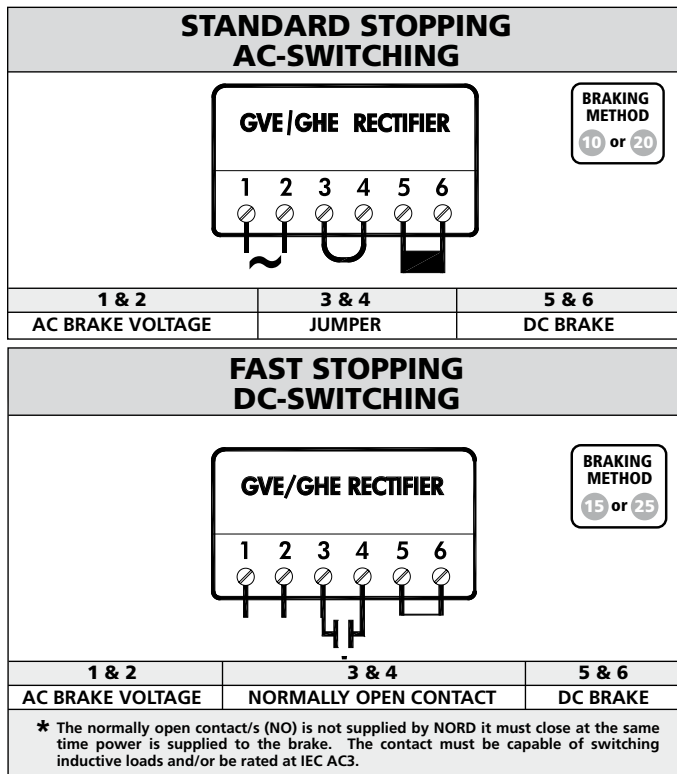 STANDARD STOPPING
AC-SWITCHING
GVE/GHE RECTIFIER
BRAKING
METHOD
10 or 20
1 2 3 4 5 6
~
1 & 2 3 & 4 5 & 6
AC BRAKE VOLTAGE JUMPER DC BRAKE
FAST STOPPING
DC-SWITCHING
GVE/GHE RECTIFIER
BRAKING
METHOD
15 or 25
1 2 3 4 5 6
1 & 2 3 & 4 5 & 6
AC BRAKE VOLTAGE NORMALLY OPEN CONTACT DC BRAKE
* The normally open contact/s (NO) is not supplied by NORD it must close at the same
time power is supplied to the brake. The contact must be capable of switching
inductive loads and/or be rated at IEC AC3.